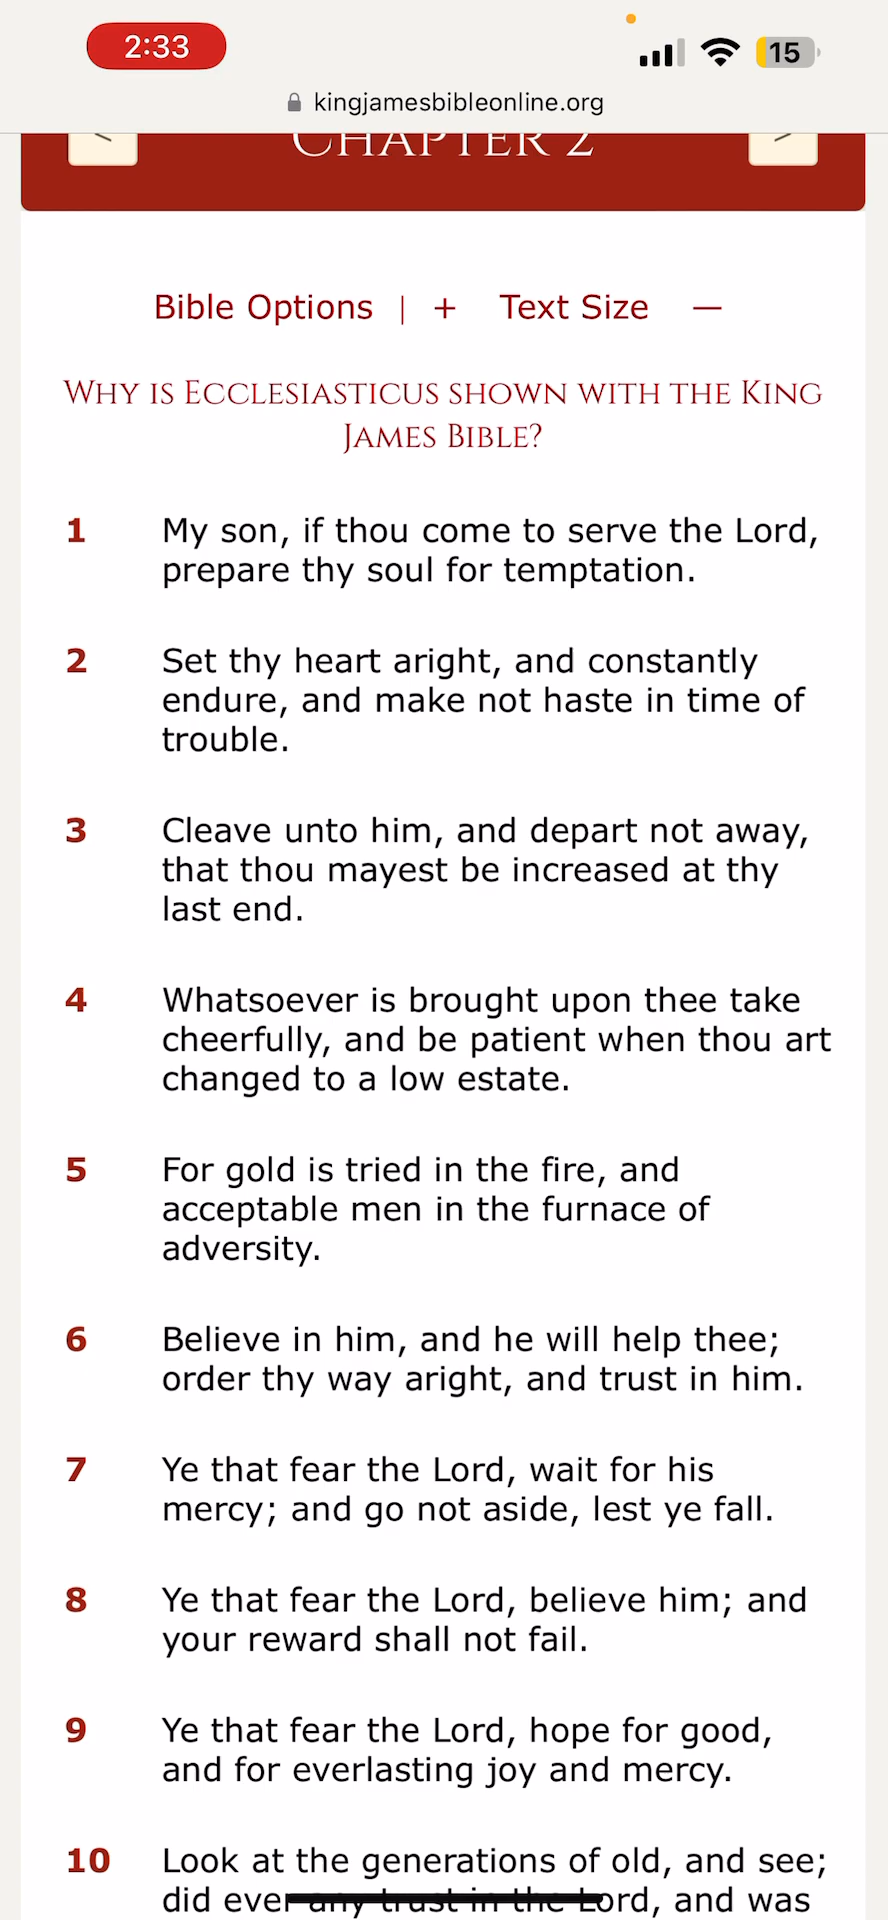 2:33
15
kingjamesbibleonline.org
< CHAPTER 2 >
Bible Options | + Text Size —
WHY IS ECCLESIASTICUS SHOWN WITH THE KING
JAMES BIBLE?
1 My son, if thou come to serve the Lord,
prepare thy soul for temptation.
2 Set thy heart aright, and constantly
endure, and make not haste in time of
trouble.
3 Cleave unto him, and depart not away,
that thou mayest be increased at thy
last end.
4 Whatsoever is brought upon thee take
cheerfully, and be patient when thou art
changed to a low estate.
5 For gold is tried in the fire, and
acceptable men in the furnace of
adversity.
6 Believe in him, and he will help thee;
order thy way aright, and trust in him.
7 Ye that fear the Lord, wait for his
mercy; and go not aside, lest ye fall.
8 Ye that fear the Lord, believe him; and
your reward shall not fail.
9 Ye that fear the Lord, hope for good,
and for everlasting joy and mercy.
10 Look at the generations of old, and see;
did ever any trust in the Lord, and was